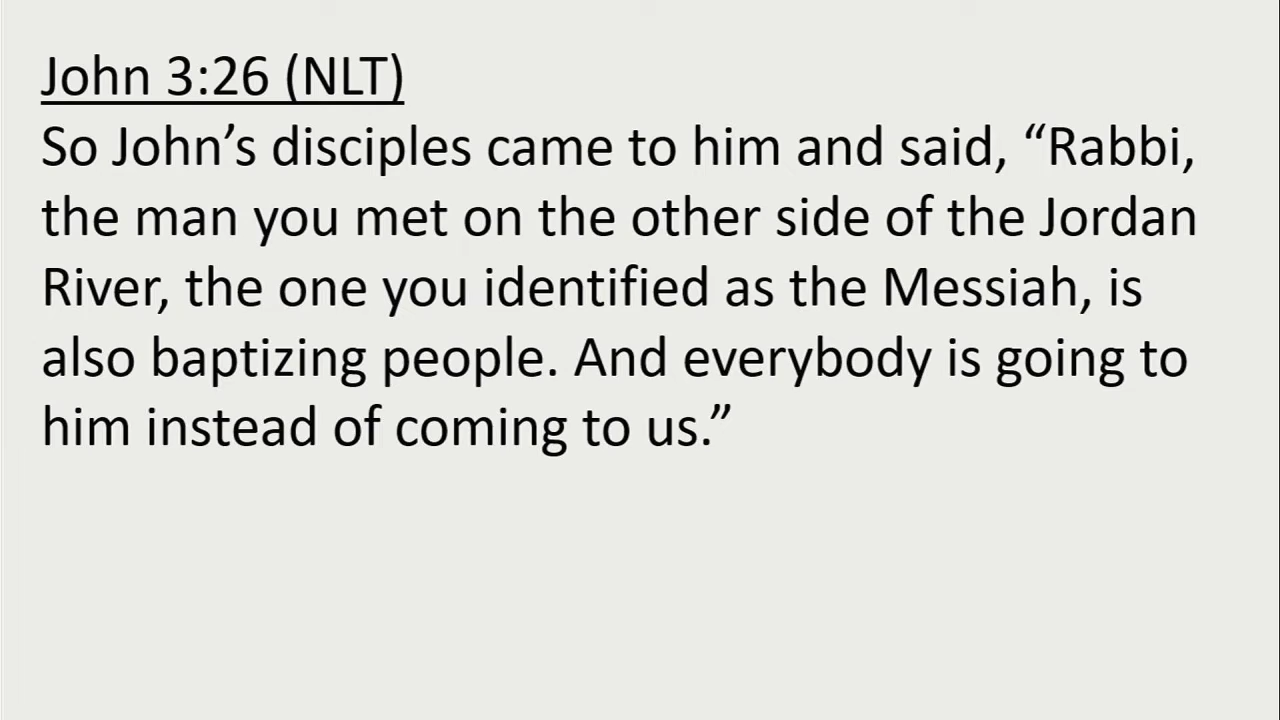 John 3:26 (NLT)
So John’s disciples came to him and said, “Rabbi,
the man you met on the other side of the Jordan
River, the one you identified as the Messiah, is
also baptizing people. And everybody is going to
him instead of coming to us.”